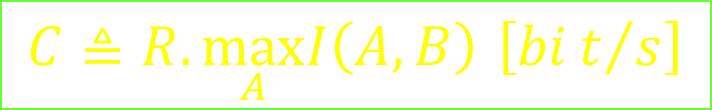 C ≜ R. max I(A, B) [bi t/s]
A